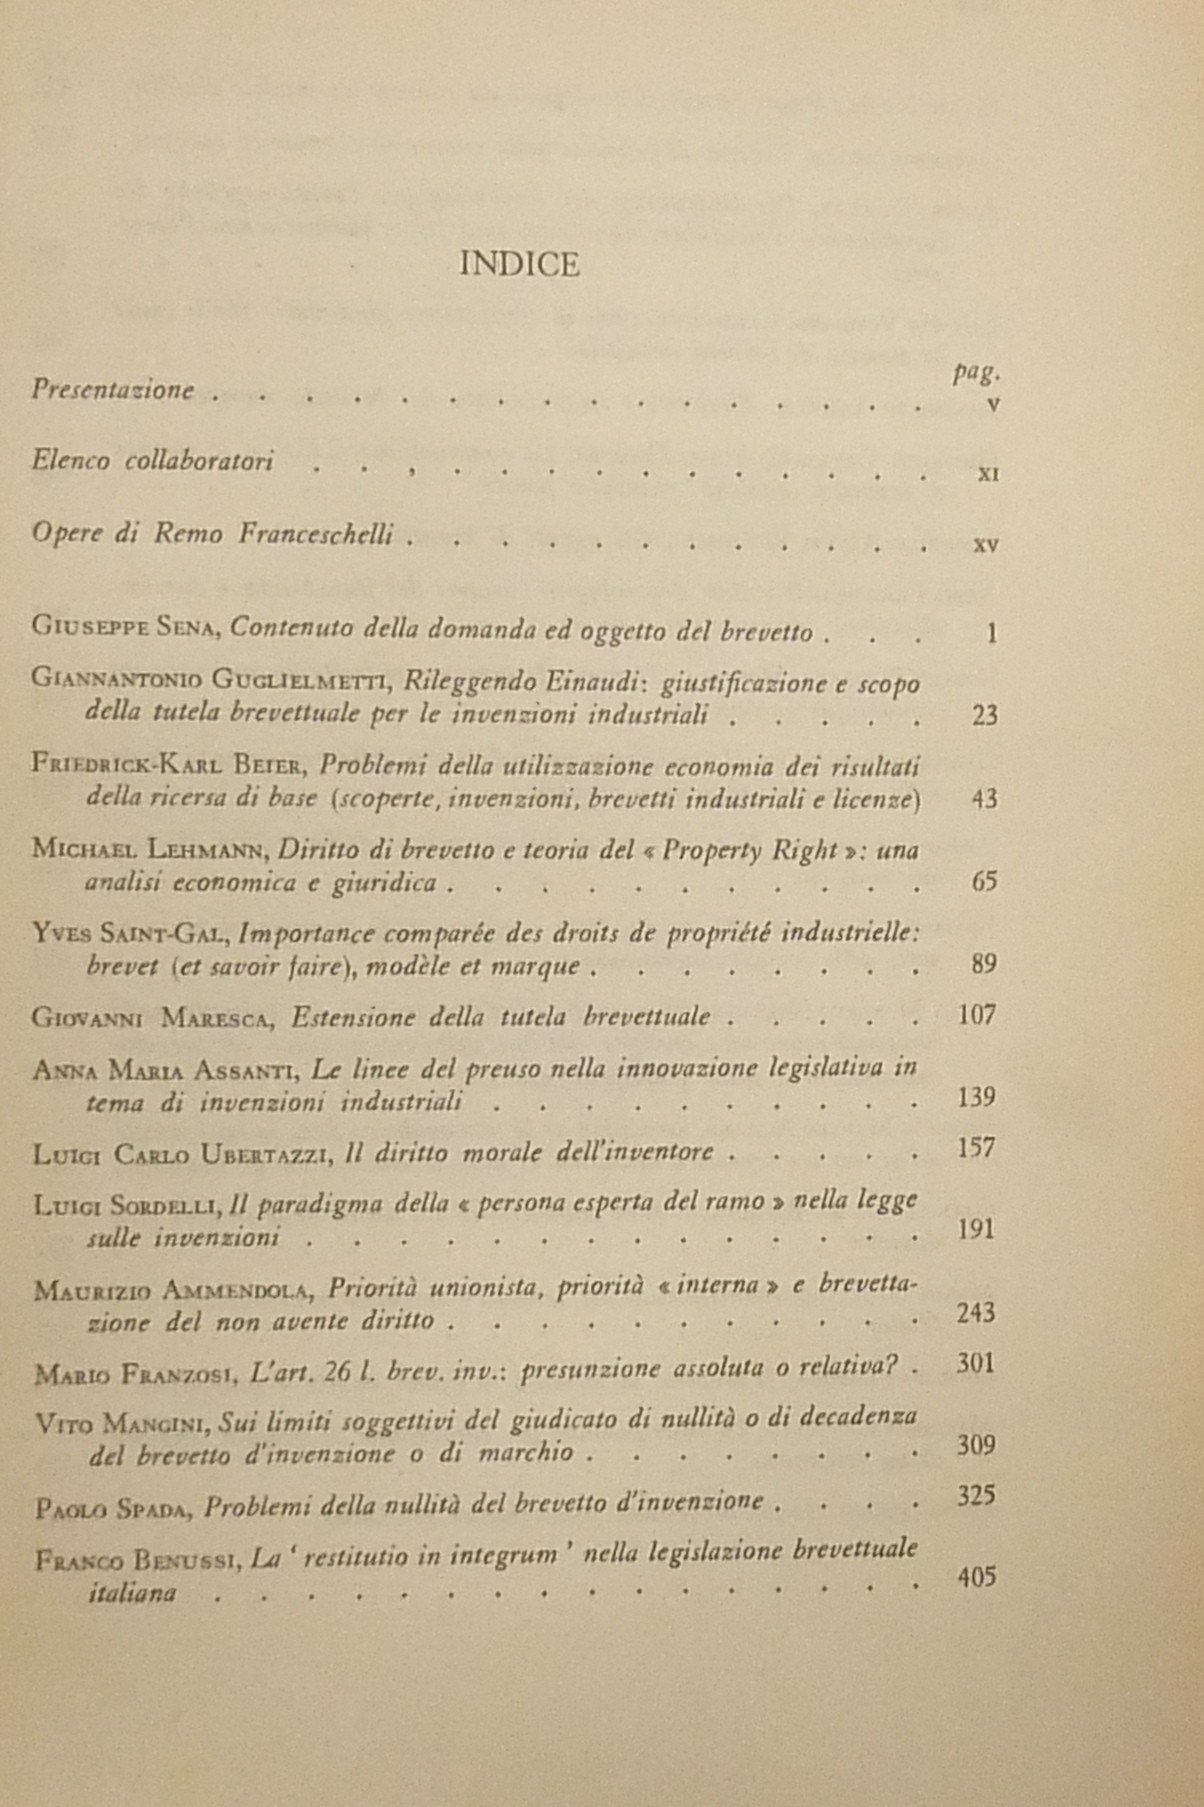 INDICE
pag.
Presentazione . . . . . . . . . . . . . . . . v
Elenco collaboratori . . , . . . . . . . . . . . xi
Opere di Remo Franceschelli . . . . . . . . . . . . xv
Giuseppe Sena, Contenuto della domanda ed oggetto del brevetto . . . 1
Giannantonio Guglielmetti, Rileggendo Einaudi: giustificazione e scopo
della tutela brevettuale per le invenzioni industriali . . . . . 23
Friedrick-Karl Beier, Problemi della utilizzazione economia dei risultati
della ricersa di base (scoperte, invenzioni, brevetti industriali e licenze) 43
Michael Lehmann, Diritto di brevetto e teoria del « Property Right »: una
analisi economica e giuridica . . . . . . . . . . . 65
Yves Saint-Gal, Importance comparée des droits de propriété industrielle:
brevet (et savoir faire), modèle et marque . . . . . . . . 89
Giovanni Maresca, Estensione della tutela brevettuale . . . . . 107
Anna Maria Assanti, Le linee del preuso nella innovazione legislativa in
tema di invenzioni industriali . . . . . . . . . . 139
Luigi Carlo Ubertazzi, Il diritto morale dell'inventore . . . . . 157
Luigi Sordelli, Il paradigma della « persona esperta del ramo » nella legge
sulle invenzioni . . . . . . . . . . . . . . 191
Maurizio Ammendola, Priorità unionista, priorità « interna » e brevetta-
zione del non avente diritto . . . . . . . . . . . 243
Mario Franzosi, L'art. 26 l. brev. inv.: presunzione assoluta o relativa? . 301
Vito Mangini, Sui limiti soggettivi del giudicato di nullità o di decadenza
del brevetto d'invenzione o di marchio . . . . . . . . 309
Paolo Spada, Problemi della nullità del brevetto d'invenzione . . . . 325
Franco Benussi, La ' restitutio in integrum ' nella legislazione brevettuale
italiana . . . . . . . . . . . . . . . . 405